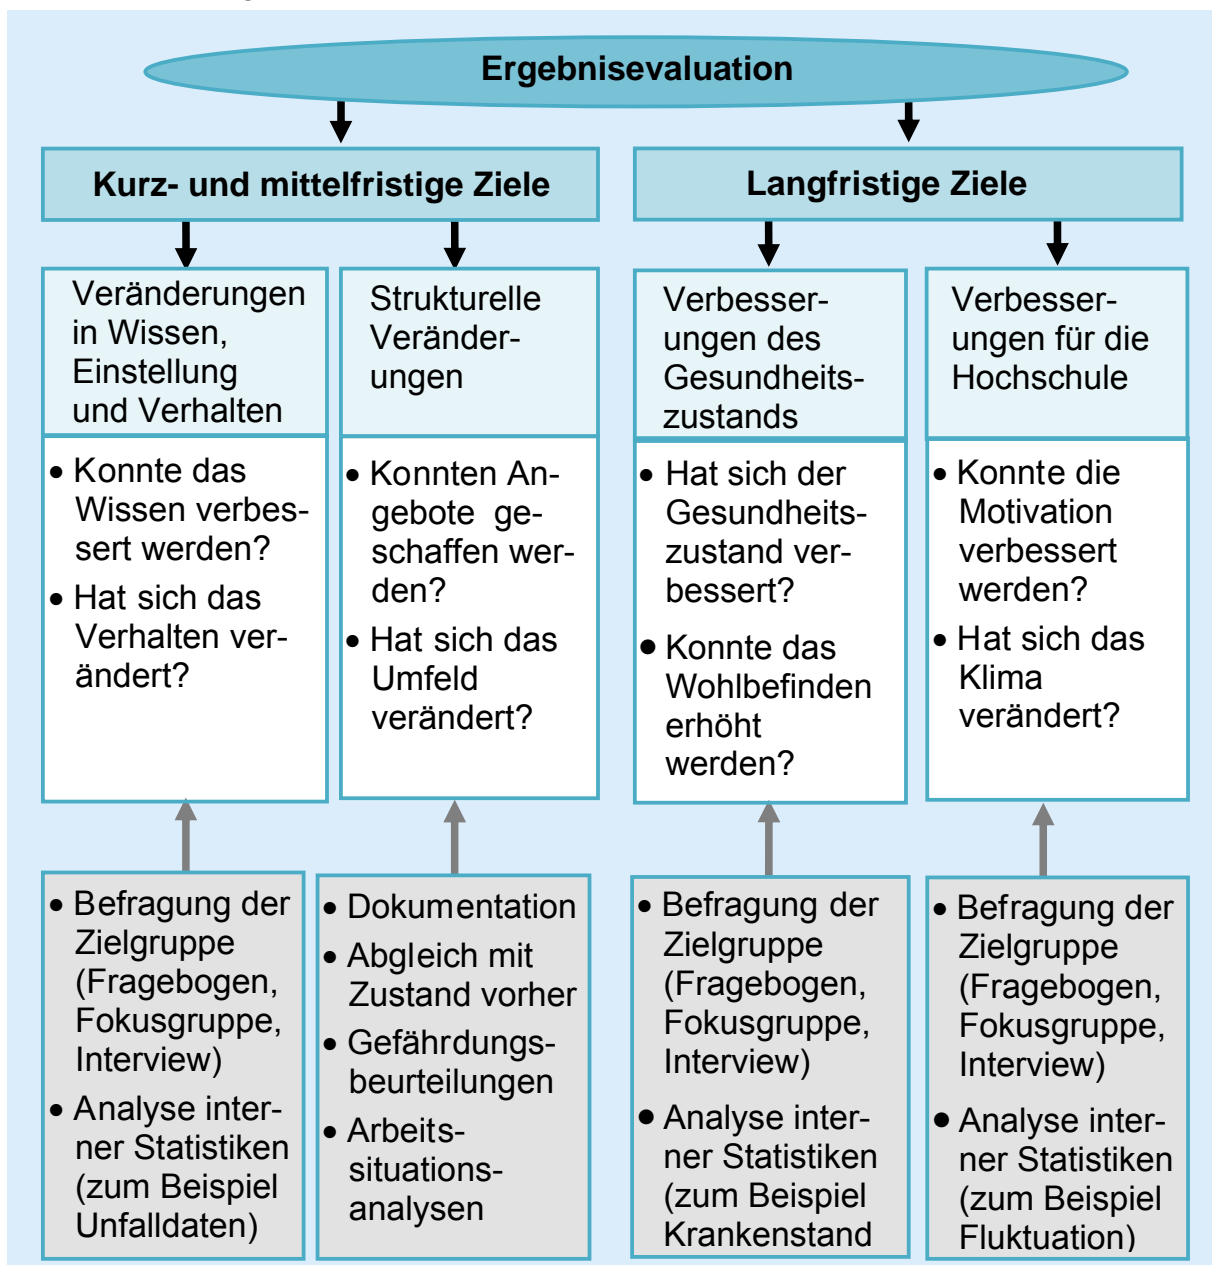 Ergebnisevaluation
Kurz- und mittelfristige Ziele
Langfristige Ziele
Veränderungen
in Wissen,
Einstellung
und Verhalten
Strukturelle
Veränder-
ungen
Verbesser-
ungen des
Gesundheits-
zustands
Verbesser-
ungen für die
Hochschule
• Konnte das
Wissen verbes-
sert werden?
• Hat sich das
Verhalten ver-
ändert?
• Konnten An-
gebote ge-
schaffen wer-
den?
• Hat sich das
Umfeld
verändert?
• Hat sich der
Gesundheits-
zustand ver-
bessert?
• Konnte das
Wohlbefinden
erhöht
werden?
• Konnte die
Motivation
verbessert
werden?
• Hat sich das
Klima
verändert?
• Befragung der
Zielgruppe
(Fragebogen,
Fokusgruppe,
Interview)
• Analyse inter-
ner Statistiken
(zum Beispiel
Unfalldaten)
• Dokumentation
• Abgleich mit
Zustand vorher
• Gefährdungs-
beurteilungen
• Arbeits-
situations-
analysen
• Befragung der
Zielgruppe
(Fragebogen,
Fokusgruppe,
Interview)
• Analyse inter-
ner Statistiken
(zum Beispiel
Krankenstand
• Befragung der
Zielgruppe
(Fragebogen,
Fokusgruppe,
Interview)
• Analyse inter-
ner Statistiken
(zum Beispiel
Fluktuation)